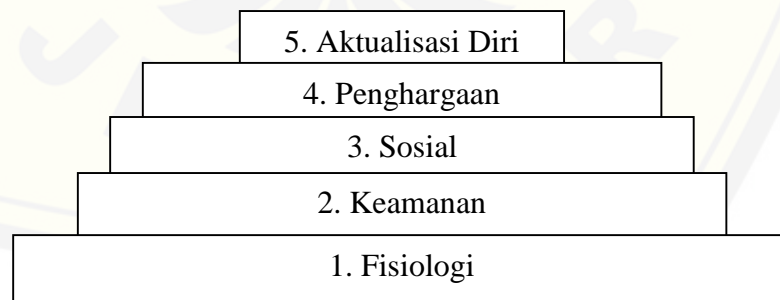 5. Aktualisasi Diri
4. Penghargaan
3. Sosial
2. Keamanan
1. Fisiologi